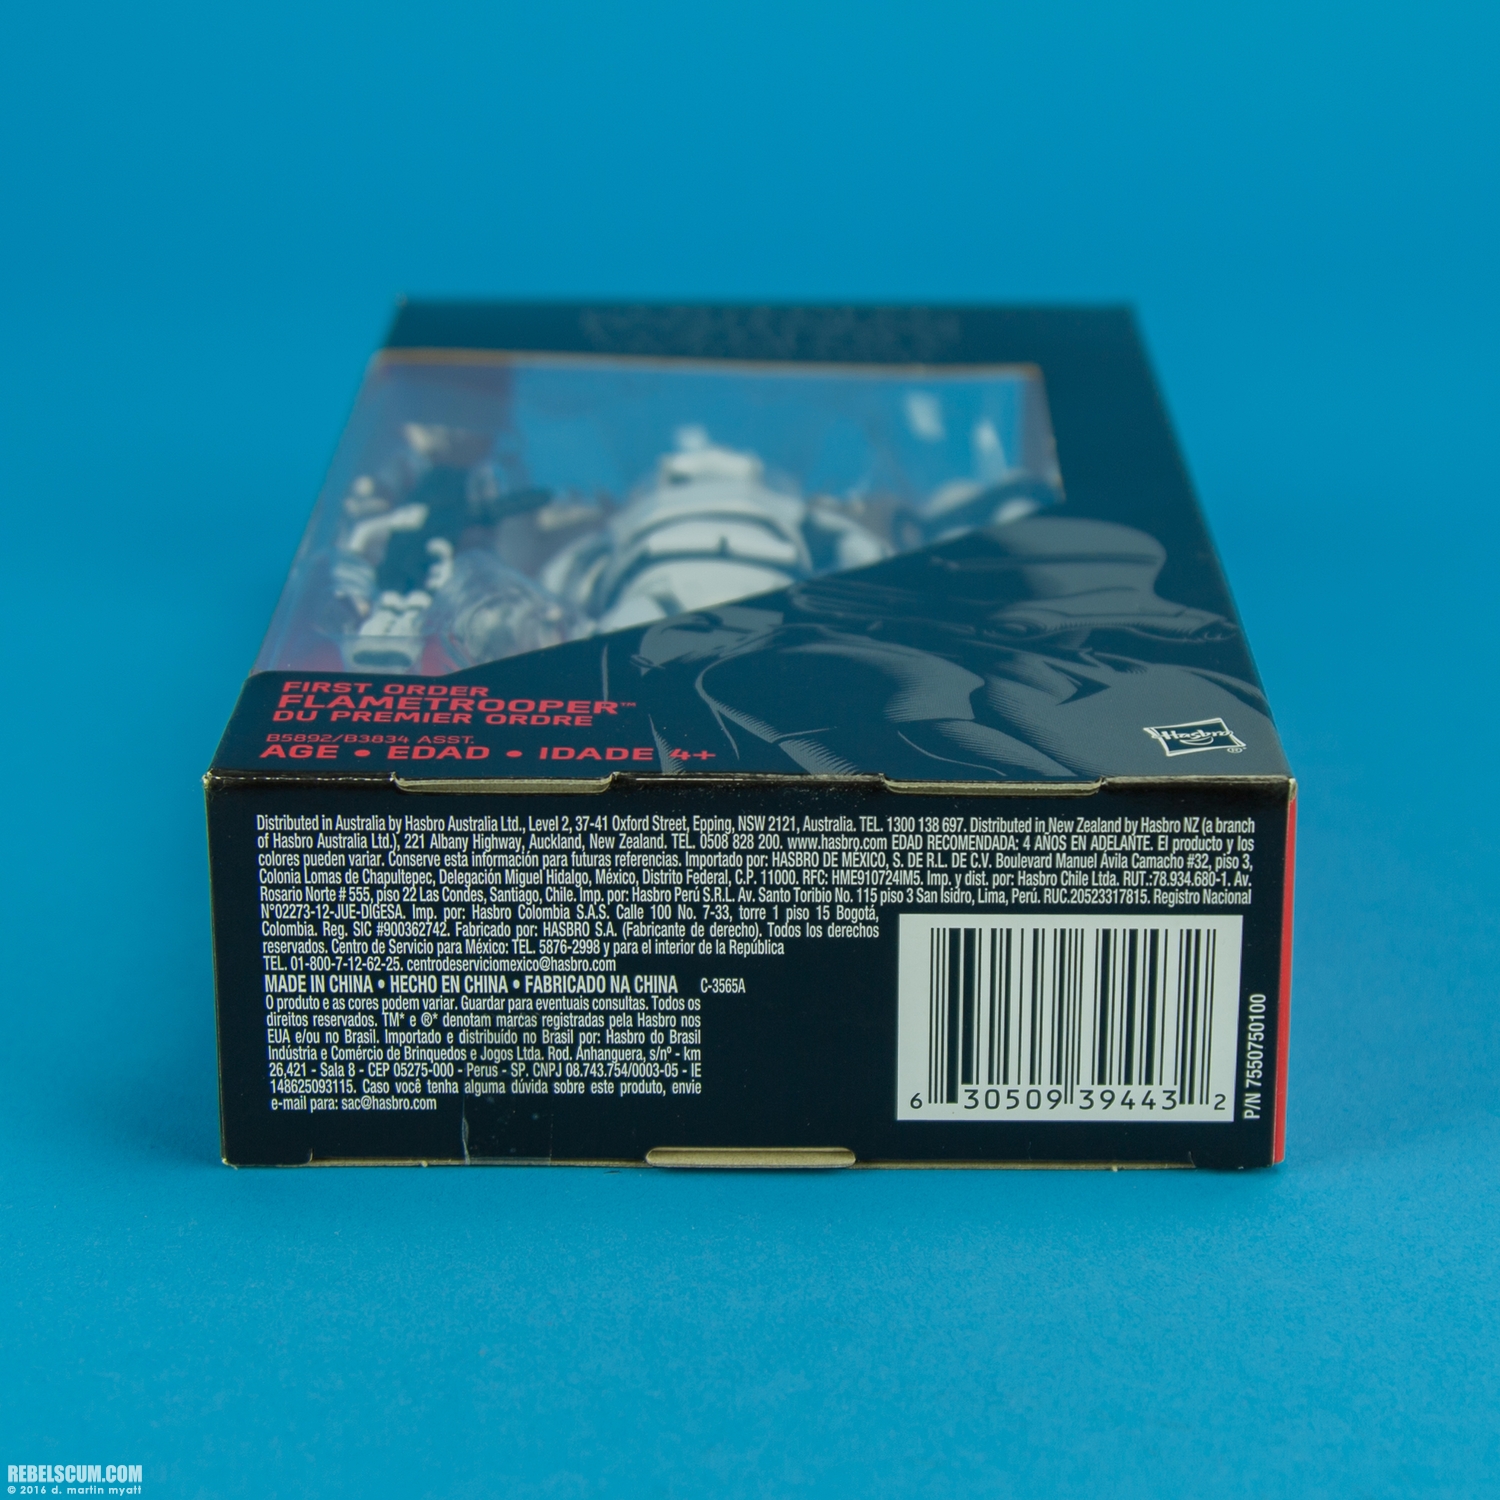 FIRST ORDER
FLAMETROOPER™
DU PREMIER ORDRE
B5892/B3834 ASST.
AGE • EDAD • IDADE 4+
Hasbro
®
Distributed in Australia by Hasbro Australia Ltd., Level 2, 37-41 Oxford Street, Epping, NSW 2121, Australia. TEL. 1300 138 697. Distributed in New Zealand by Hasbro NZ (a branch
of Hasbro Australia Ltd.), 221 Albany Highway, Auckland, New Zealand. TEL. 0508 828 200. www.hasbro.com EDAD RECOMENDADA: 4 AÑOS EN ADELANTE. El producto y los
colores pueden variar. Conserve esta información para futuras referencias. Importado por: HASBRO DE MEXICO, S. DE R.L. DE C.V. Boulevard Manuel Ávila Camacho #32, piso 3,
Colonia Lomas de Chapultepec, Delegación Miguel Hidalgo, México, Distrito Federal, C.P. 11000. RFC: HME910724IM5. Imp. y dist. por: Hasbro Chile Ltda. RUT.:78.934.680-1. Av.
Rosario Norte # 555, piso 22 Las Condes, Santiago, Chile. Imp. por: Hasbro Perú S.R.L. Av. Santo Toribio No. 115 piso 3 San Isidro, Lima, Perú. RUC.20523317815. Registro Nacional
N°02273-12-JUE-DIGESA. Imp. por: Hasbro Colombia S.A.S. Calle 100 No. 7-33, torre 1 piso 15 Bogotá,
Colombia. Reg. SIC #900362742. Fabricado por: HASBRO S.A. (Fabricante de derecho). Todos los derechos
reservados. Centro de Servicio para México: TEL. 5876-2998 y para el interior de la República
TEL. 01-800-7-12-62-25. centrodeserviciomexico@hasbro.com
MADE IN CHINA • HECHO EN CHINA • FABRICADO NA CHINA C-3565A
O produto e as cores podem variar. Guardar para eventuais consultas. Todos os
direitos reservados. TM* e ®* denotam marcas registradas pela Hasbro nos
EUA e/ou no Brasil. Importado e distribuído no Brasil por: Hasbro do Brasil
Indústria e Comércio de Brinquedos e Jogos Ltda. Rod. Anhanguera, s/nº - km
26,421 - Sala 8 - CEP 05275-000 - Perus - SP. CNPJ 08.743.754/0003-05 - IE
148625093115. Caso você tenha alguma dúvida sobre este produto, envie
e-mail para: sac@hasbro.com
6 30509 39443 2
P/N 7550750100
REBELSCUM.COM
© 2016 d. martin myatt